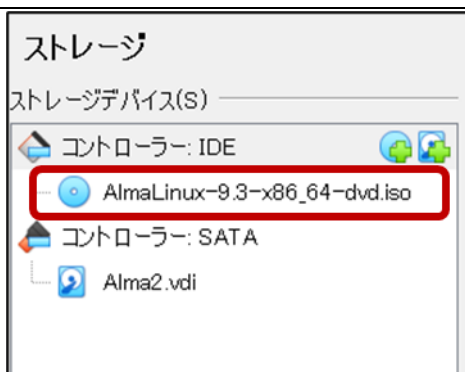 ストレージ
ストレージデバイス(S)
コントローラー: IDE
AlmaLinux-9.3-x86_64-dvd.iso
コントローラー: SATA
Alma2.vdi